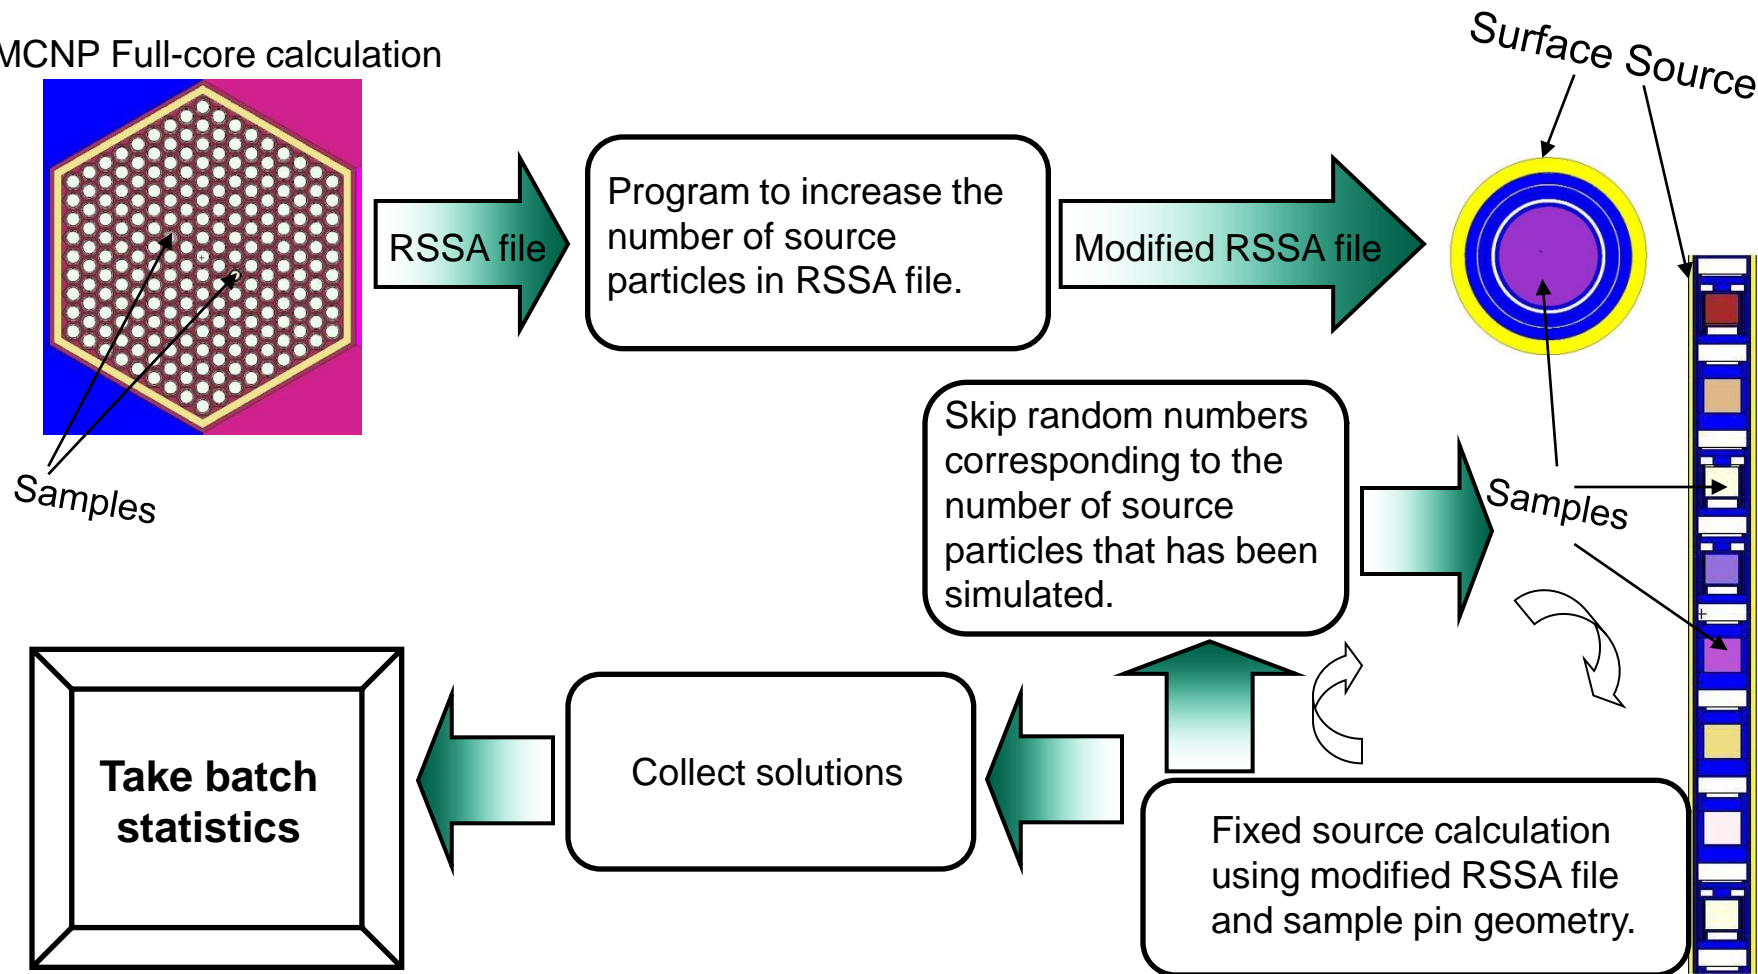 MCNP Full-core calculation
Surface Source
RSSA file
Program to increase the
number of source
particles in RSSA file.
Modified RSSA file
Samples
Skip random numbers
corresponding to the
number of source
particles that has been
simulated.
Samples
Take batch
statistics
Collect solutions
Fixed source calculation
using modified RSSA file
and sample pin geometry.